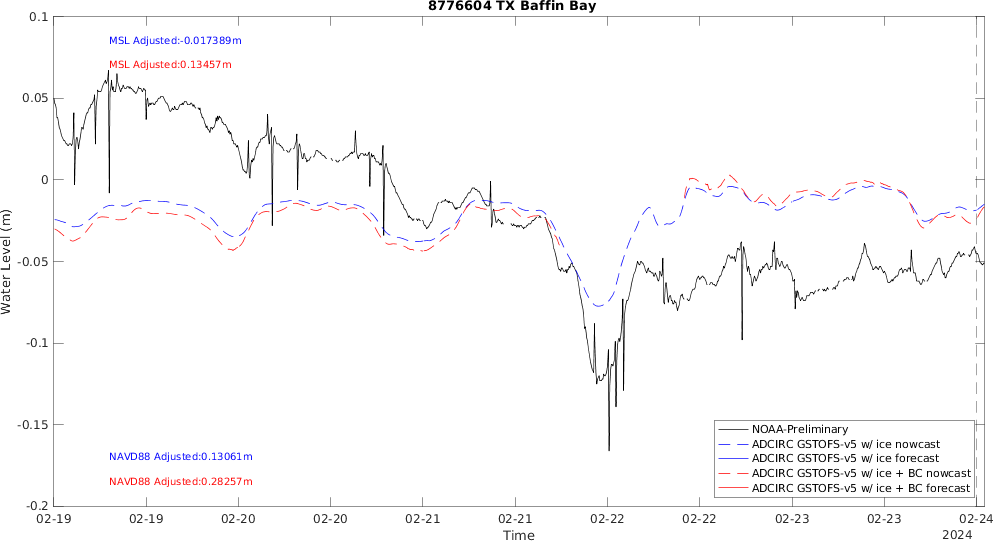 8776604 TX Baffin Bay
0.1
0.05
0
-0.05
-0.1
-0.15
-0.2
Water Level (m)
MSL Adjusted:-0.017389m
MSL Adjusted:0.13457m
NAVD88 Adjusted:0.13061m
NAVD88 Adjusted:0.28257m
NOAA-Preliminary
ADCIRC GSTOFS-v5 w/ ice nowcast
ADCIRC GSTOFS-v5 w/ ice forecast
ADCIRC GSTOFS-v5 w/ ice + BC nowcast
ADCIRC GSTOFS-v5 w/ ice + BC forecast
02-19 02-19 02-20 02-20 02-21 02-21 02-22 02-22 02-23 02-23 02-24
2024
Time